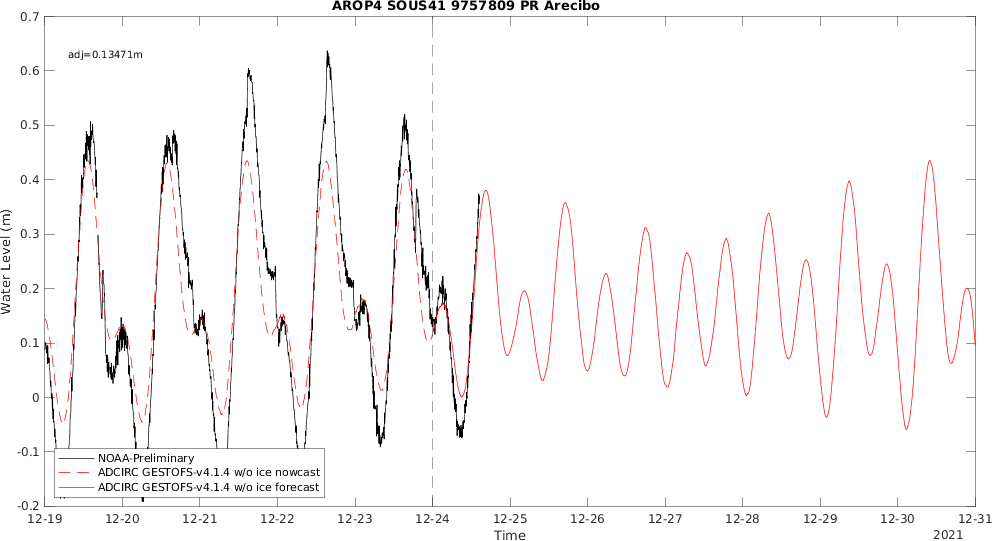 AROP4 SOUS41 9757809 PR Arecibo
adj=0.13471m
0.7
0.6
0.5
0.4
0.3
0.2
0.1
0
-0.1
-0.2
Water Level (m)
NOAA-Preliminary
ADCIRC GESTOFS-v4.1.4 w/o ice nowcast
ADCIRC GESTOFS-v4.1.4 w/o ice forecast
12-19 12-20 12-21 12-22 12-23 12-24 12-25 12-26 12-27 12-28 12-29 12-30 12-31
Time
2021